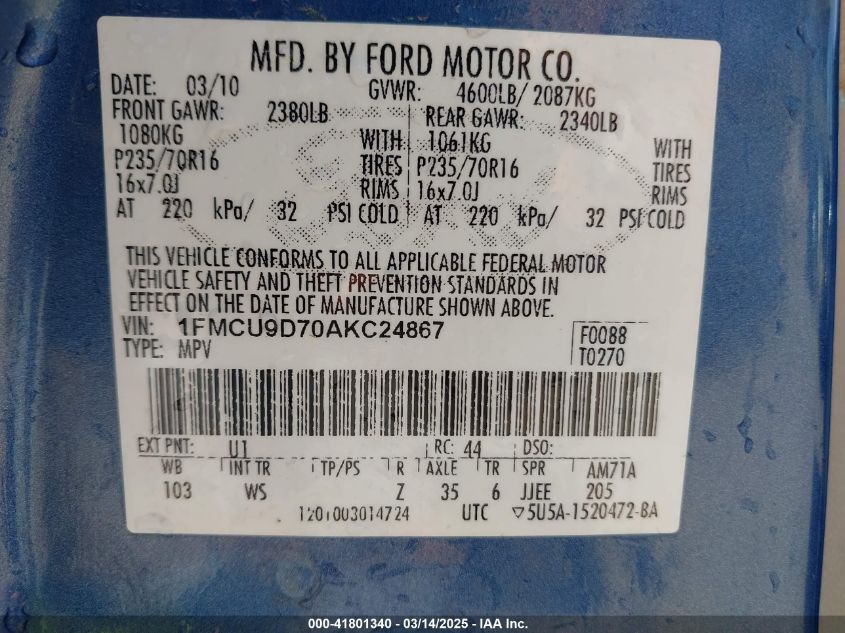 MFD. BY FORD MOTOR CO.
DATE: 03/10 GVWR: 4600LB/ 2087KG
FRONT GAWR: 2380LB REAR GAWR: 2340LB
1080KG WITH 1061KG WITH
P235/70R16 TIRES P235/70R16 TIRES
16x7.0J RIMS 16x7.0J RIMS
AT 220 kPa/ 32 PSI COLD AT 220 kPa/ 32 PSI COLD
THIS VEHICLE CONFORMS TO ALL APPLICABLE FEDERAL MOTOR
VEHICLE SAFETY AND THEFT PREVENTION STANDARDS IN
EFFECT ON THE DATE OF MANUFACTURE SHOWN ABOVE.
VIN: 1FMCU9D70AKC24867 F0088
TYPE: MPV T0270
EXT PNT: U1 RC: 44 DSO:
WB INT TR TP/PS R AXLE TR SPR AM71A
103 WS Z 35 6 JJEE 205
UTC ▽5U5A-1520472-BA
000-41801340 - 03/14/2025 - IAA Inc.